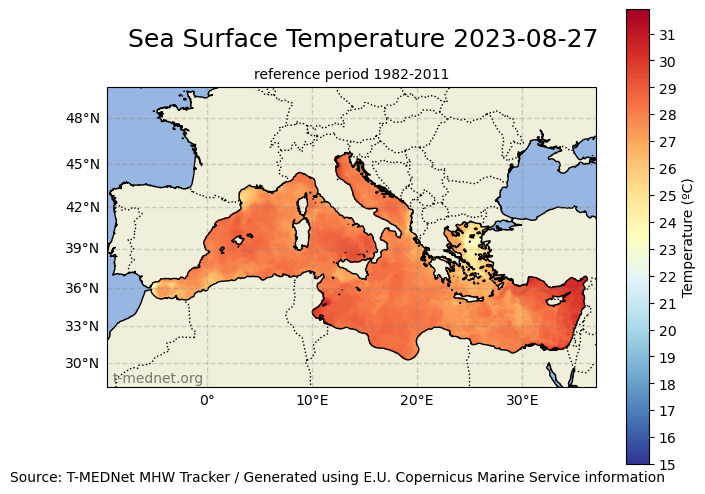 Sea Surface Temperature 2023-08-27
reference period 1982-2011
48°N
45°N
42°N
39°N
36°N
33°N
30°N
0°
10°E
20°E
30°E
t-mednet.org
31
30
29
28
27
26
25
24
23
22
21
20
19
18
17
16
15
Temperature (ºC)
Source: T-MEDNet MHW Tracker / Generated using E.U. Copernicus Marine Service information